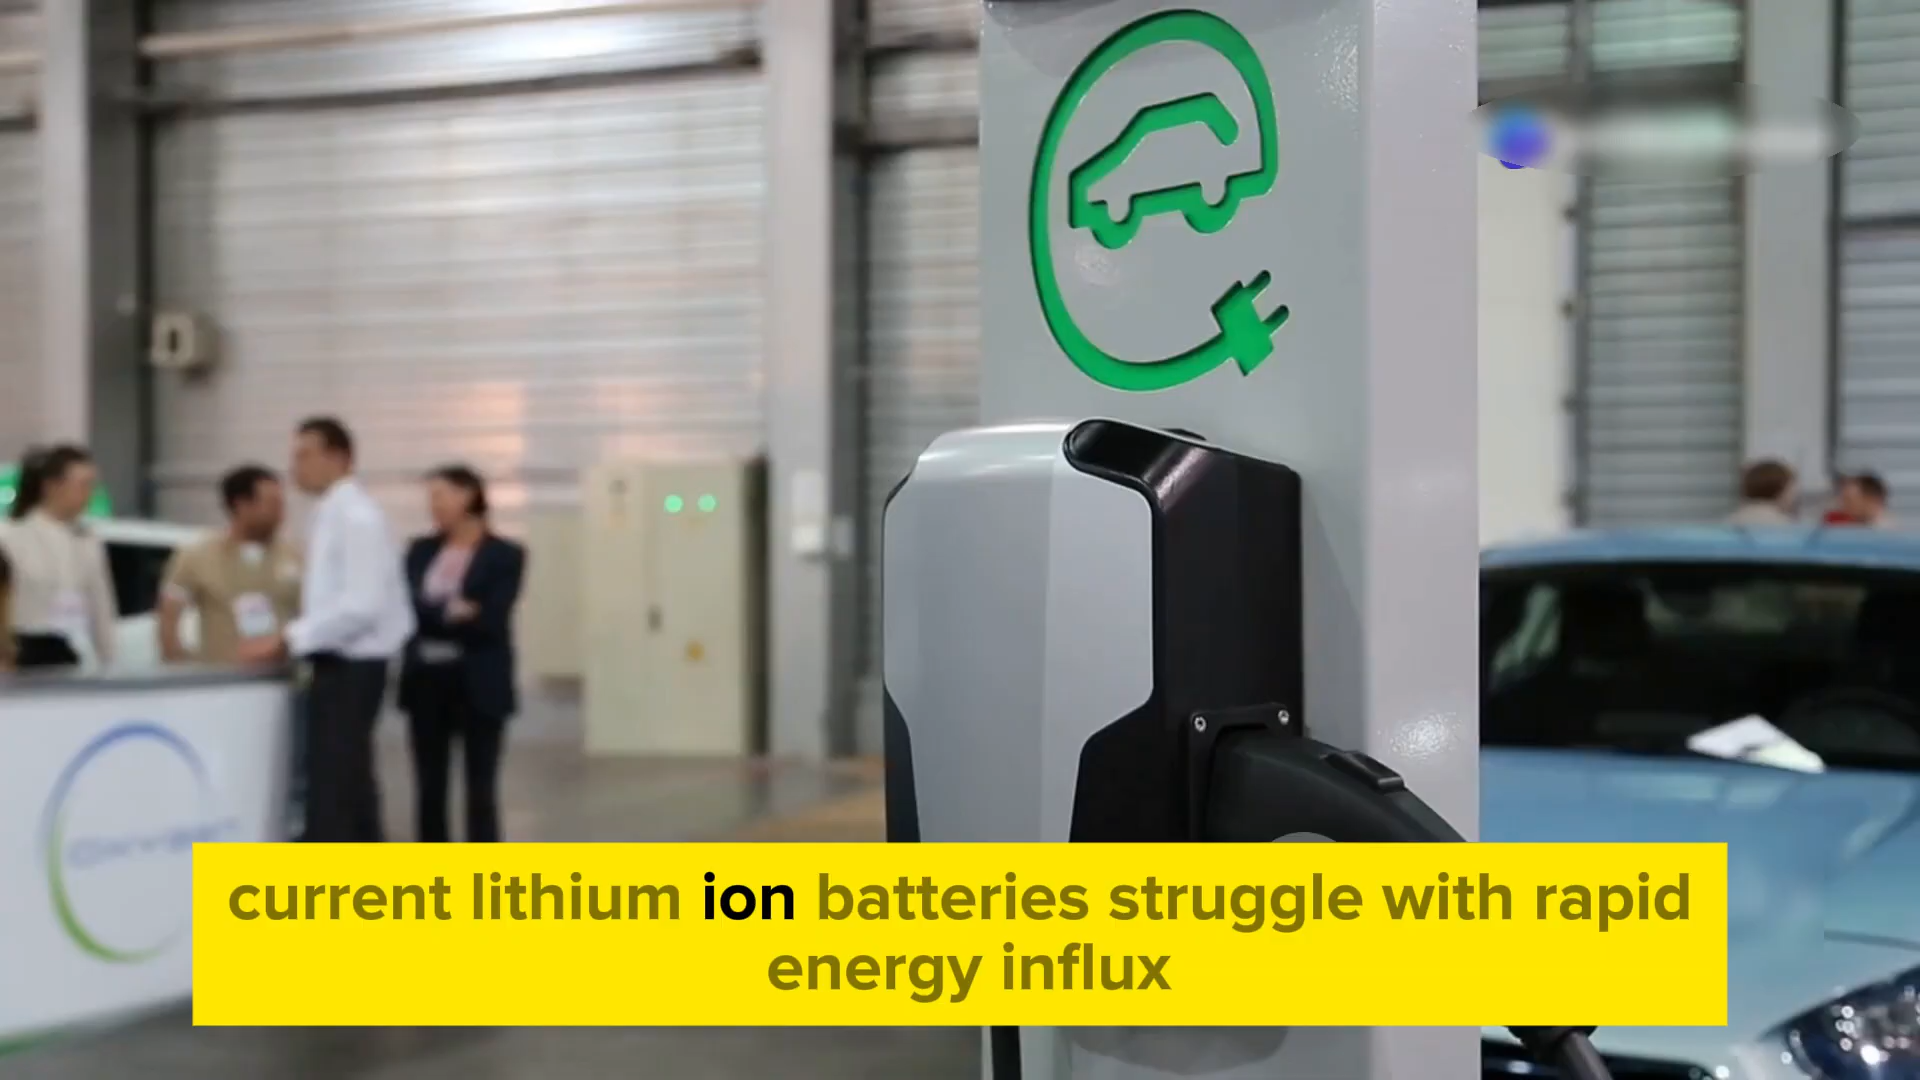 current lithium ion batteries struggle with rapid
energy influx